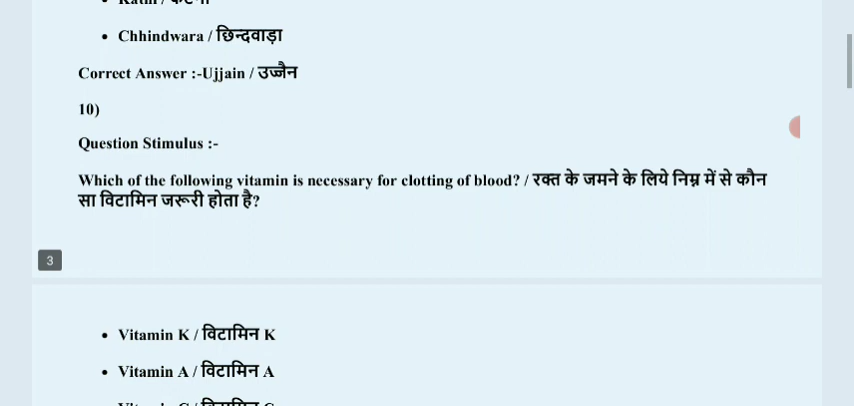 • Chhindwara / छिन्दवाड़ा
Correct Answer :-Ujjain / उज्जैन
10)
Question Stimulus :-
Which of the following vitamin is necessary for clotting of blood? / रक्त के जमने के लिये निम्न में से कौन
सा विटामिन जरूरी होता है?
3
• Vitamin K / विटामिन K
• Vitamin A / विटामिन A